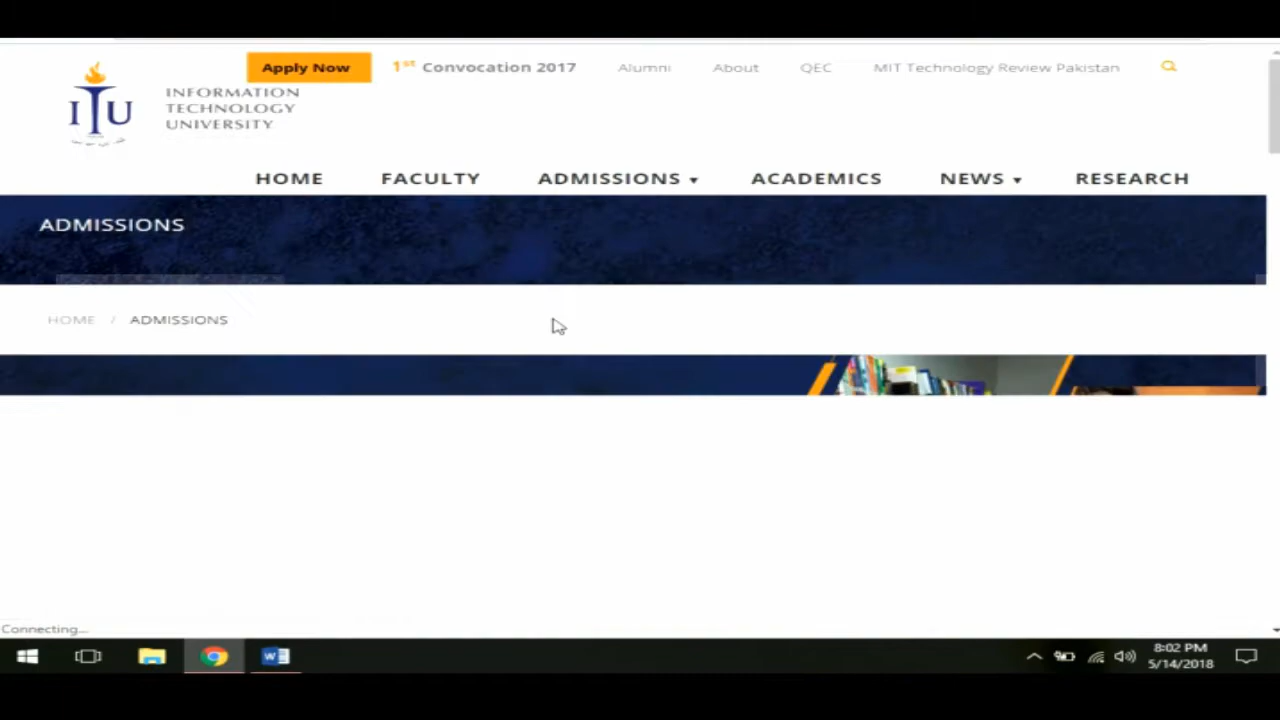 Apply Now
1st Convocation 2017
Alumni
About
QEC
MIT Technology Review Pakistan
ITU
INFORMATION
TECHNOLOGY
UNIVERSITY
HOME
FACULTY
ADMISSIONS
ACADEMICS
NEWS
RESEARCH
ADMISSIONS
HOME / ADMISSIONS
Connecting...
W
8:02 PM
5/14/2018